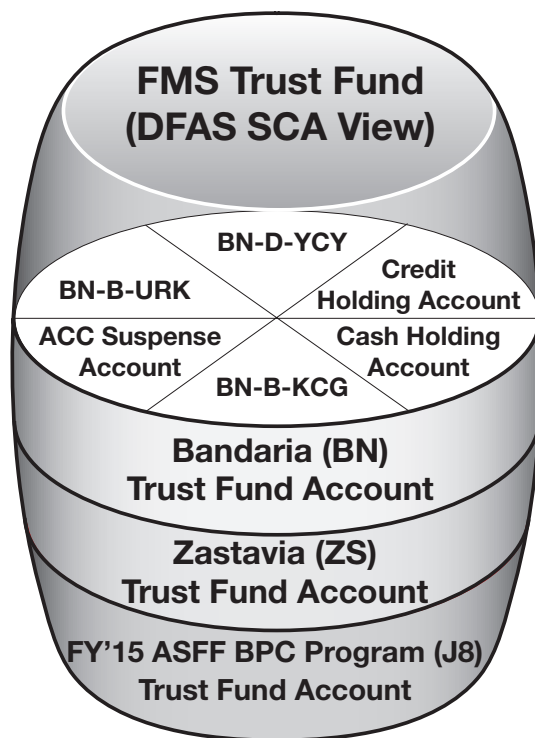 FMS Trust Fund
(DFAS SCA View)
BN-D-YCY
BN-B-URK
Credit
Holding Account
ACC Suspense
Account
Cash Holding
Account
BN-B-KCG
Bandaria (BN)
Trust Fund Account
Zastavia (ZS)
Trust Fund Account
FY’15 ASFF BPC Program (J8)
Trust Fund Account